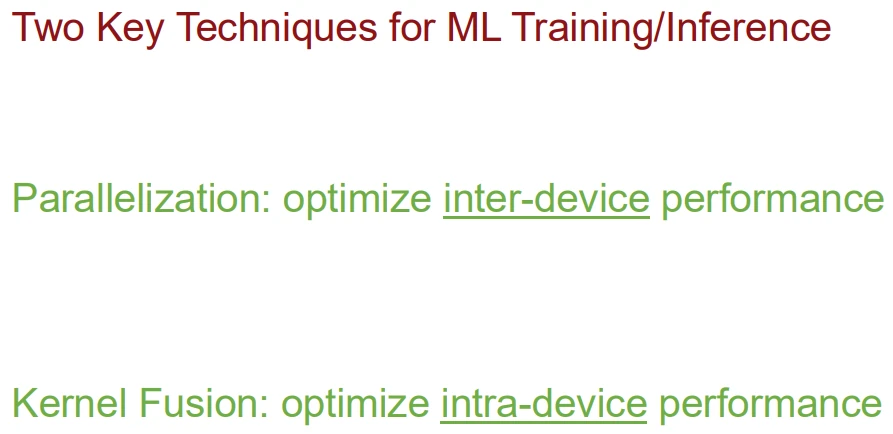 Two Key Techniques for ML Training/Inference
Parallelization: optimize inter-device performance
Kernel Fusion: optimize intra-device performance